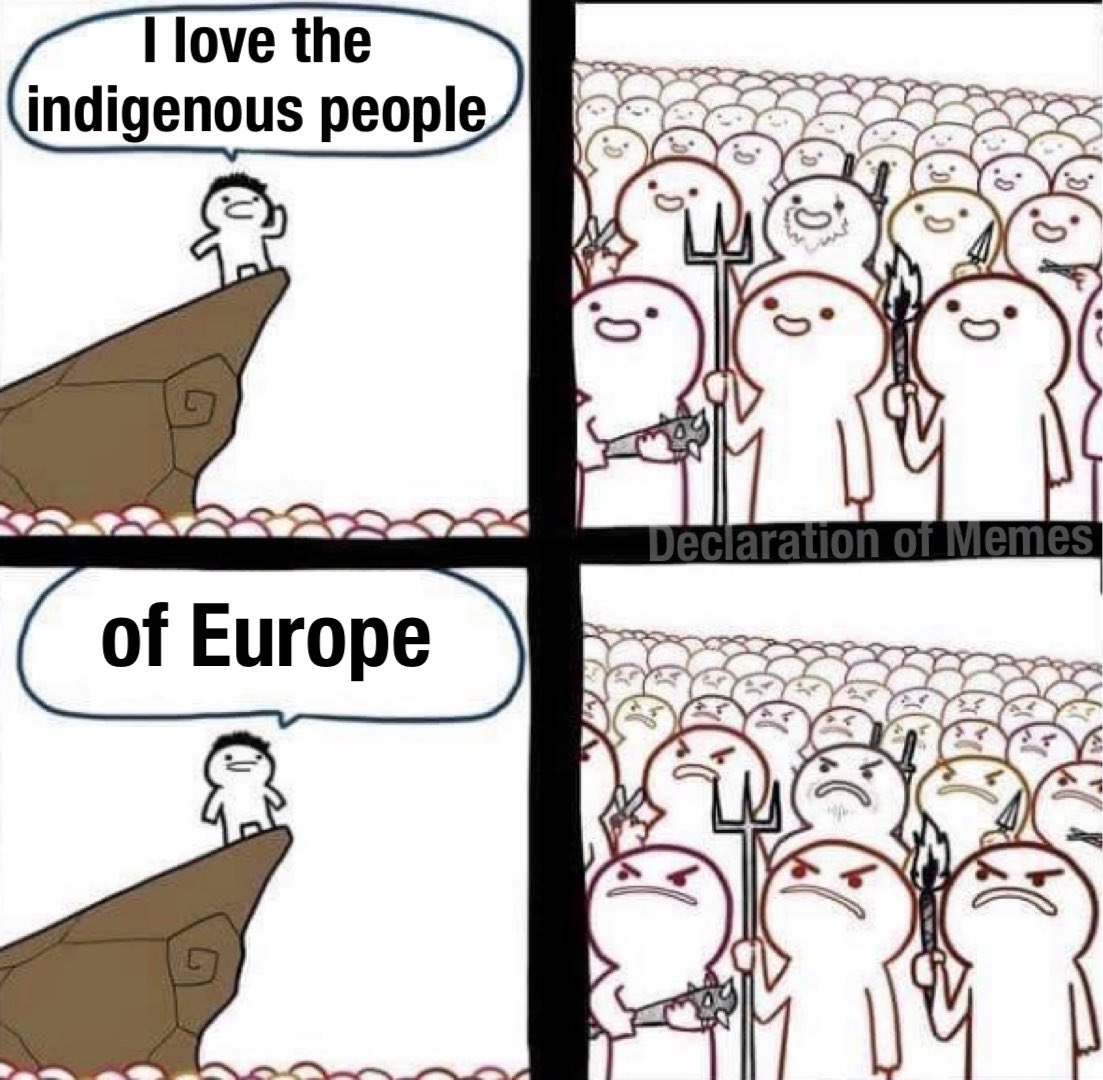 I love the
indigenous people
Declaration of Memes
of Europe